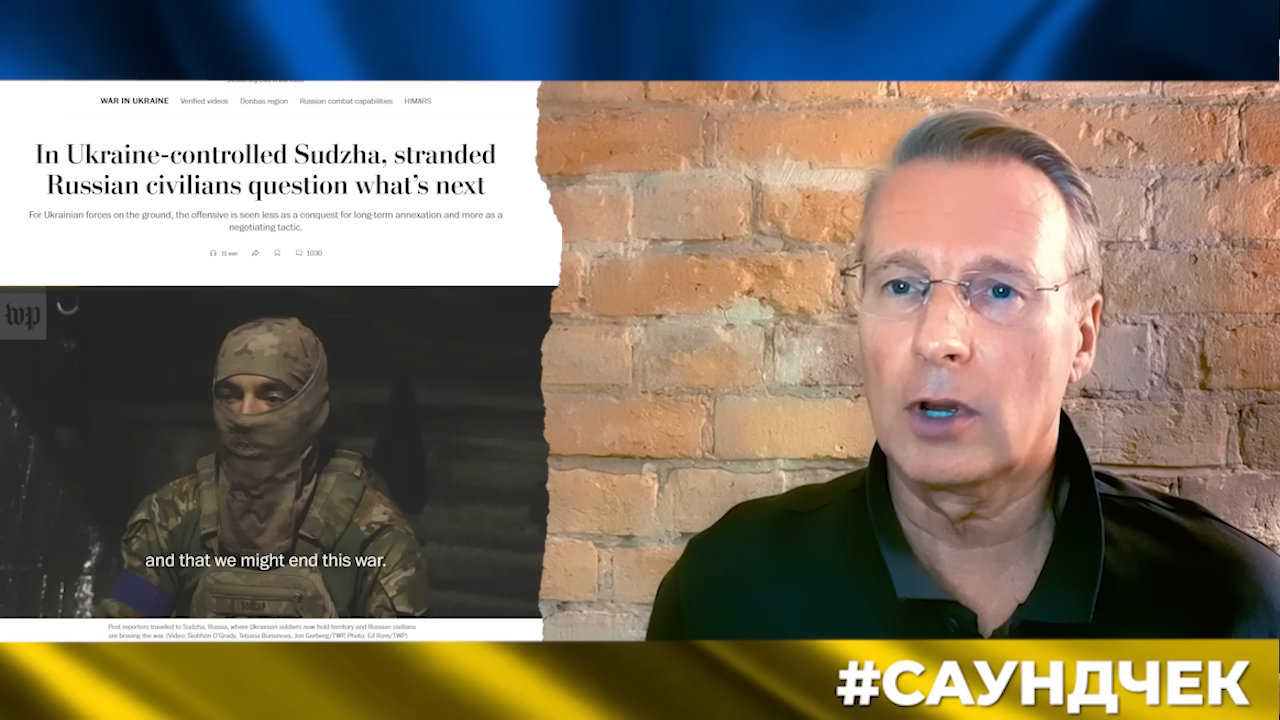 WAR IN UKRAINE Verified videos Donbas region Russian combat capabilities HIMARS
In Ukraine-controlled Sudzha, stranded
Russian civilians question what's next
For Ukrainian forces on the ground, the offensive is seen less as a conquest for long-term annexation and more as a
negotiating tactic.
11 min 1030
wp
and that we might end this war.
Post reporters traveled to Sudzha, Russia, where Ukrainian soldiers now hold territory and Russian civilians
are braving the war. (Video: Siobhán O'Grady, Tetiana Burianova, Jon Gerberg/TWP, Photo: Ed Ram/TWP)
#САУНДЧЕК